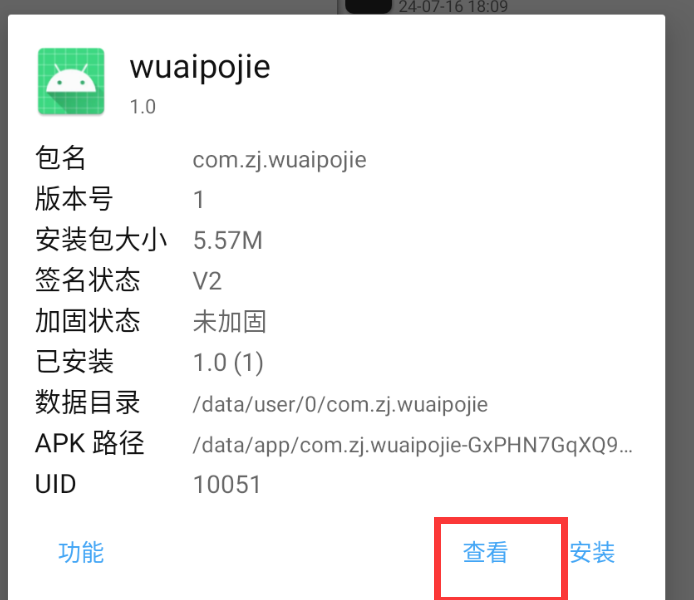 24-07-16 18:09
wuaipojie
1.0
包名 com.zj.wuaipojie
版本号 1
安装包大小 5.57M
签名状态 V2
加固状态 未加固
已安装 1.0 (1)
数据目录 /data/user/0/com.zj.wuaipojie
APK 路径 /data/app/com.zj.wuaipojie-GxPHN7GqXQ9...
UID 10051
功能 查看 安装